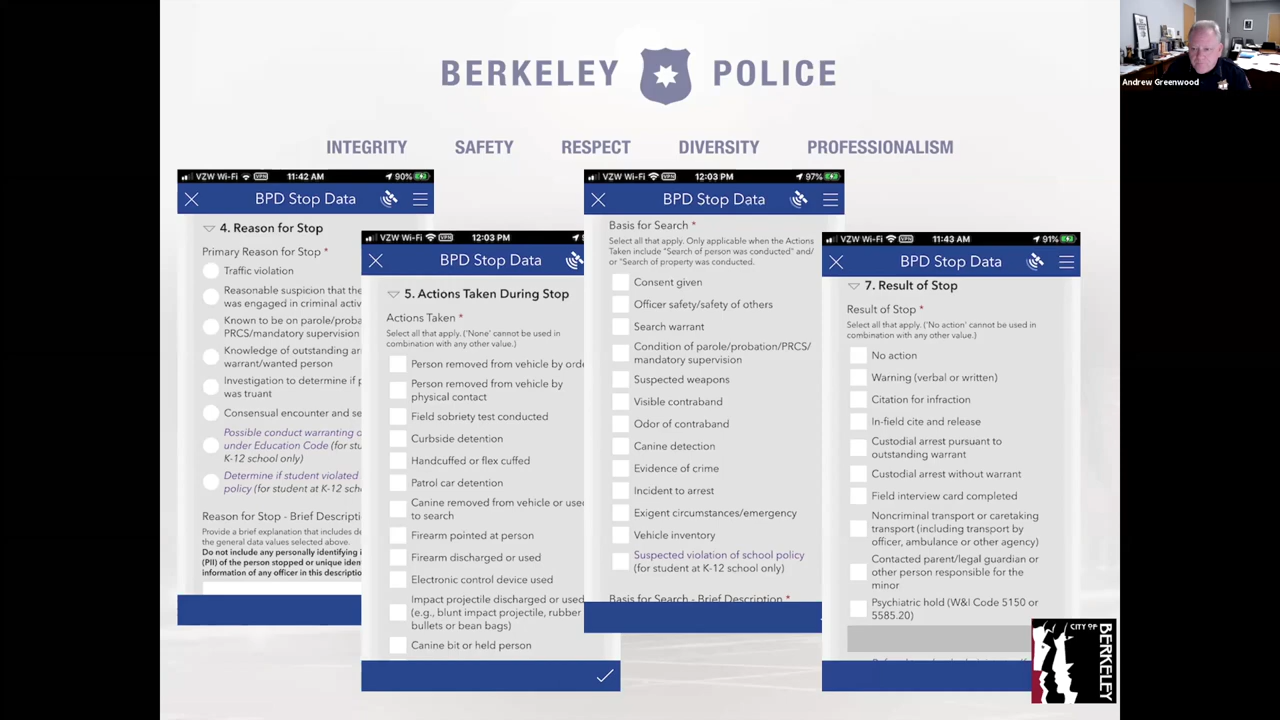 BERKELEY POLICE
INTEGRITY SAFETY RESPECT DIVERSITY PROFESSIONALISM
Andrew Greenwood
VZW Wi-Fi VPN 11:42 AM 90%
BPD Stop Data
4. Reason for Stop
Primary Reason for Stop *
Traffic violation
Reasonable suspicion that the
was engaged in criminal activ
Known to be on parole/proba
PRCS/mandatory supervision
Knowledge of outstanding ar
warrant/wanted person
Investigation to determine if p
was truant
Consensual encounter and se
Possible conduct warranting d
under Education Code (for stu
K-12 school only)
Determine if student violated
policy (for student at K-12 scho
Reason for Stop - Brief Descripti
Provide a brief explanation that includes de
the general data values selected above.
Do not include any personally identifying i
(PII) of the person stopped or unique ident
information of any officer in this descriptio
VZW Wi-Fi VPN 12:03 PM
BPD Stop Data
5. Actions Taken During Stop
Actions Taken *
Select all that apply. ('None' cannot be used in
combination with any other value.)
Person removed from vehicle by orde
Person removed from vehicle by
physical contact
Field sobriety test conducted
Curbside detention
Handcuffed or flex cuffed
Patrol car detention
Canine removed from vehicle or used
to search
Firearm pointed at person
Firearm discharged or used
Electronic control device used
Impact projectile discharged or used
(e.g., blunt impact projectile, rubber
bullets or bean bags)
Canine bit or held person
VZW Wi-Fi VPN 12:03 PM 97%
BPD Stop Data
Basis for Search *
Select all that apply. Only applicable when the Actions
Taken include "Search of person was conducted" and/
or "Search of property was conducted.
Consent given
Officer safety/safety of others
Search warrant
Condition of parole/probation/PRCS/
mandatory supervision
Suspected weapons
Visible contraband
Odor of contraband
Canine detection
Evidence of crime
Incident to arrest
Exigent circumstances/emergency
Vehicle inventory
Suspected violation of school policy
(for student at K-12 school only)
Basis for Search - Brief Description *
VZW Wi-Fi VPN 11:43 AM 91%
BPD Stop Data
7. Result of Stop
Result of Stop *
Select all that apply. ('No action' cannot be used in
combination with any other value.)
No action
Warning (verbal or written)
Citation for infraction
In-field cite and release
Custodial arrest pursuant to
outstanding warrant
Custodial arrest without warrant
Field interview card completed
Noncriminal transport or caretaking
transport (including transport by
officer, ambulance or other agency)
Contacted parent/legal guardian or
other person responsible for the
minor
Psychiatric hold (W&I Code 5150 or
5585.20)
CITY OF
BERKELEY